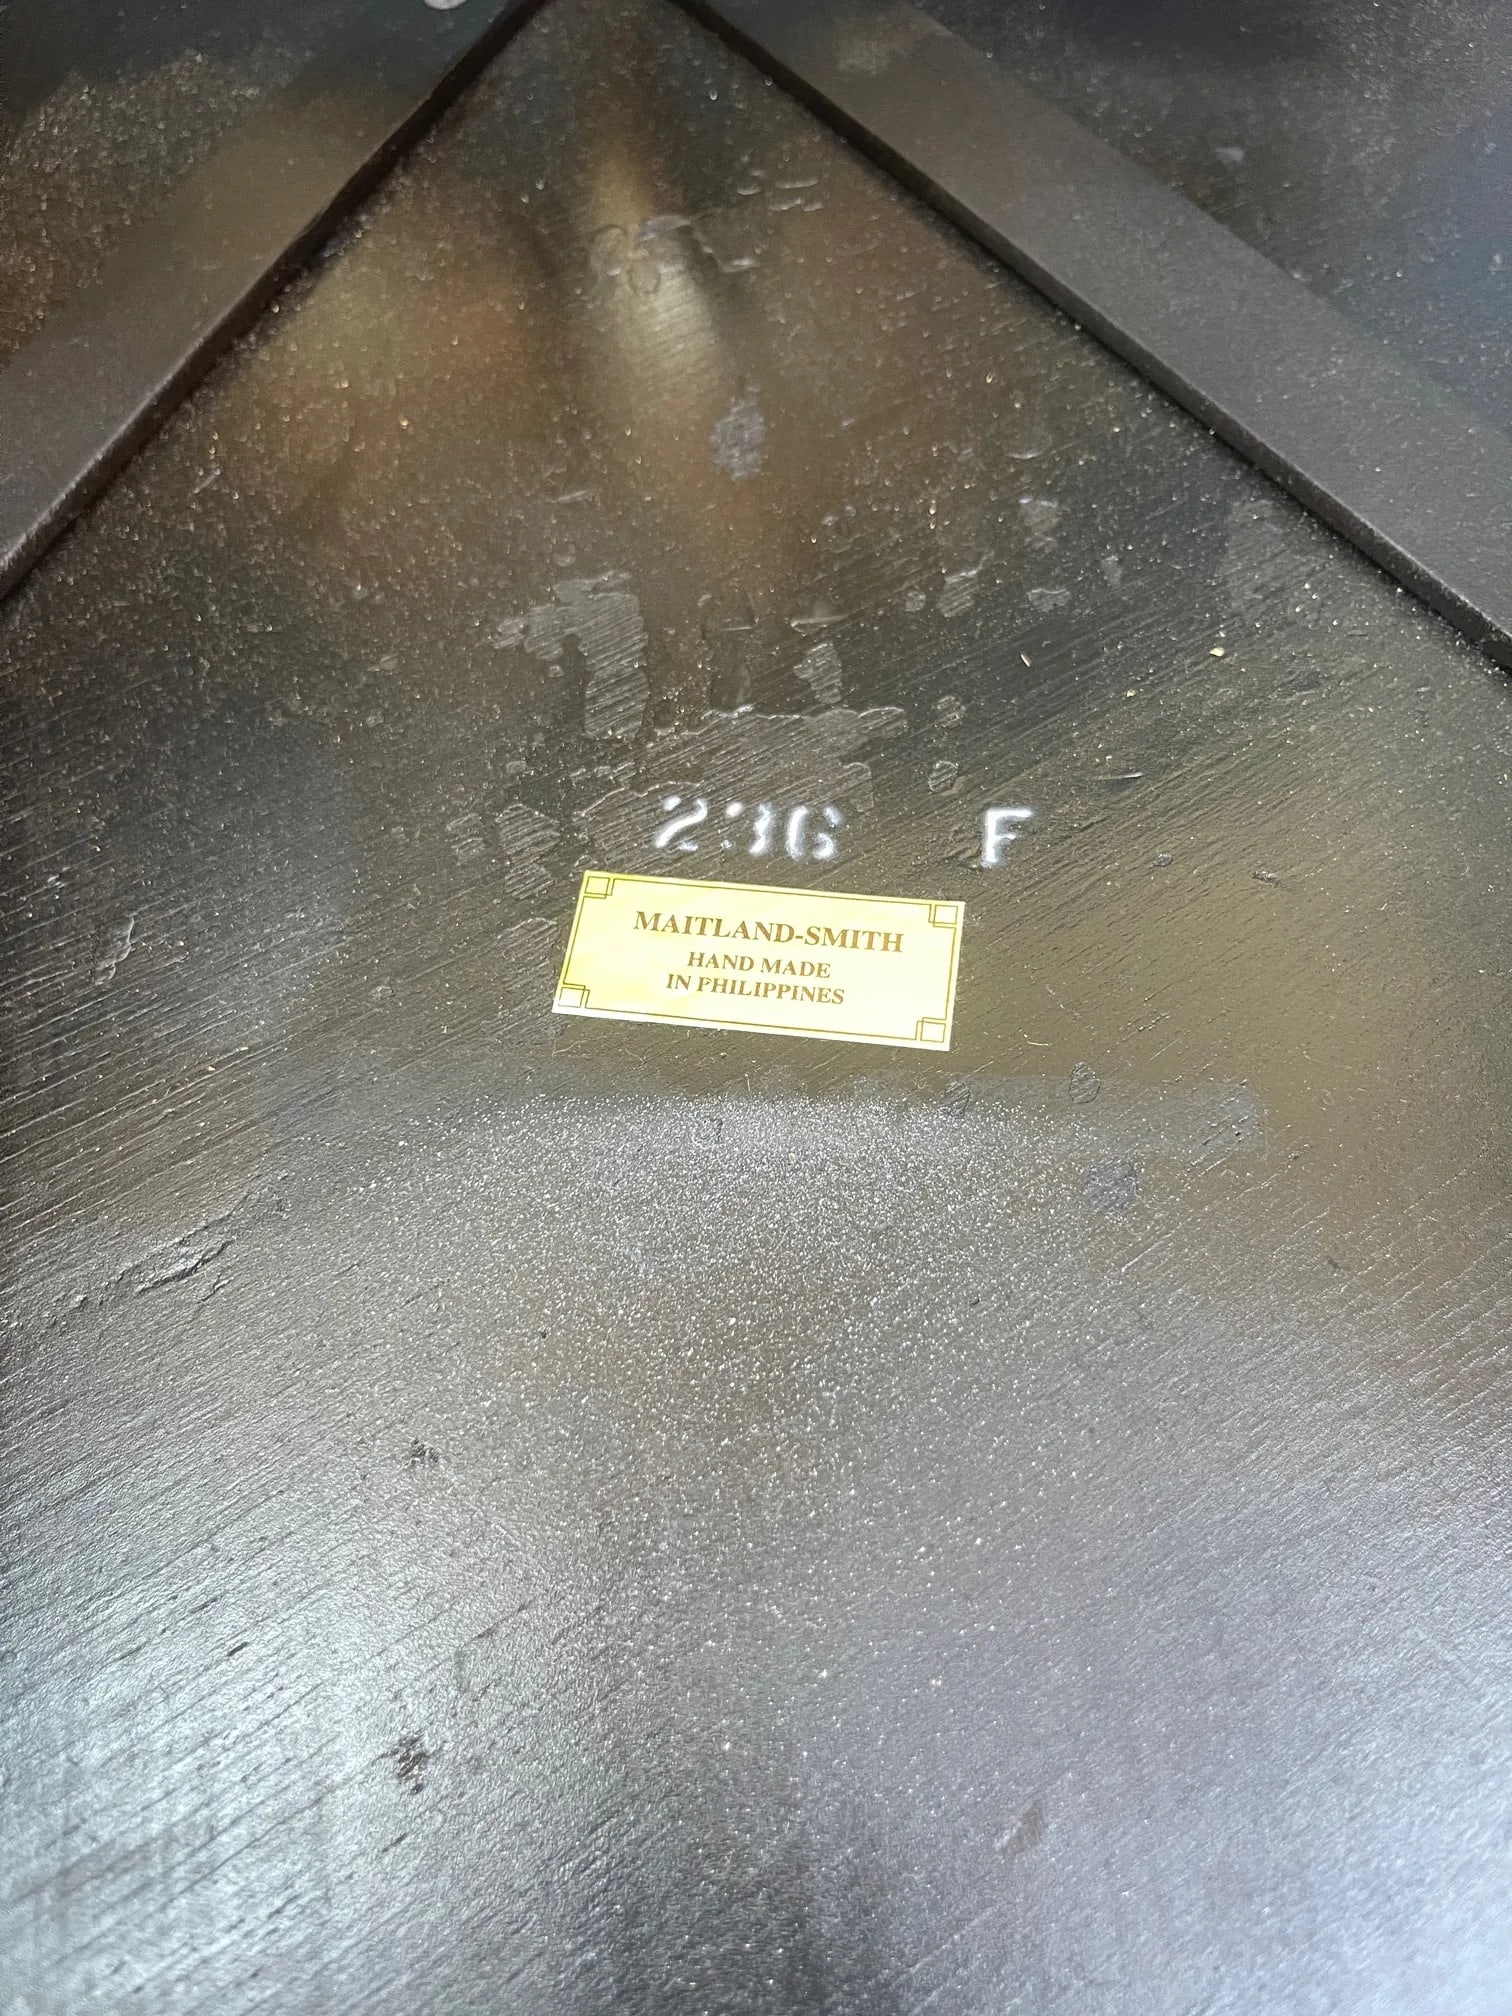 236 F
MAITLAND-SMITH
HAND MADE
IN PHILIPPINES